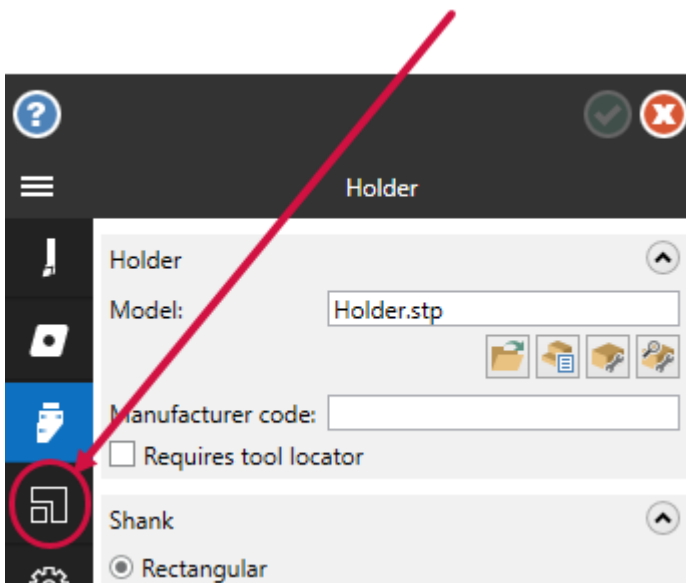 ?
Holder
Holder
Model: Holder.stp
Manufacturer code:
Requires tool locator
Shank
Rectangular